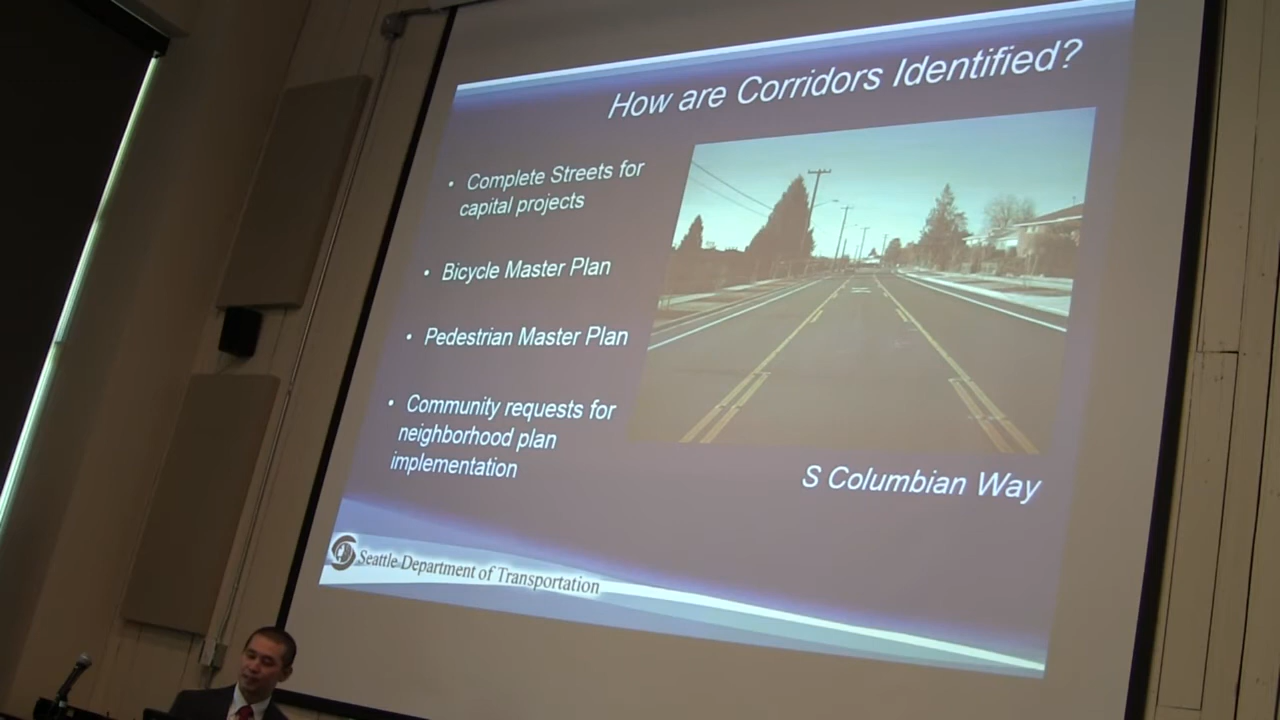 How are Corridors Identified?
• Complete Streets for
capital projects
• Bicycle Master Plan
• Pedestrian Master Plan
• Community requests for
neighborhood plan
implementation
S Columbian Way
Seattle Department of Transportation